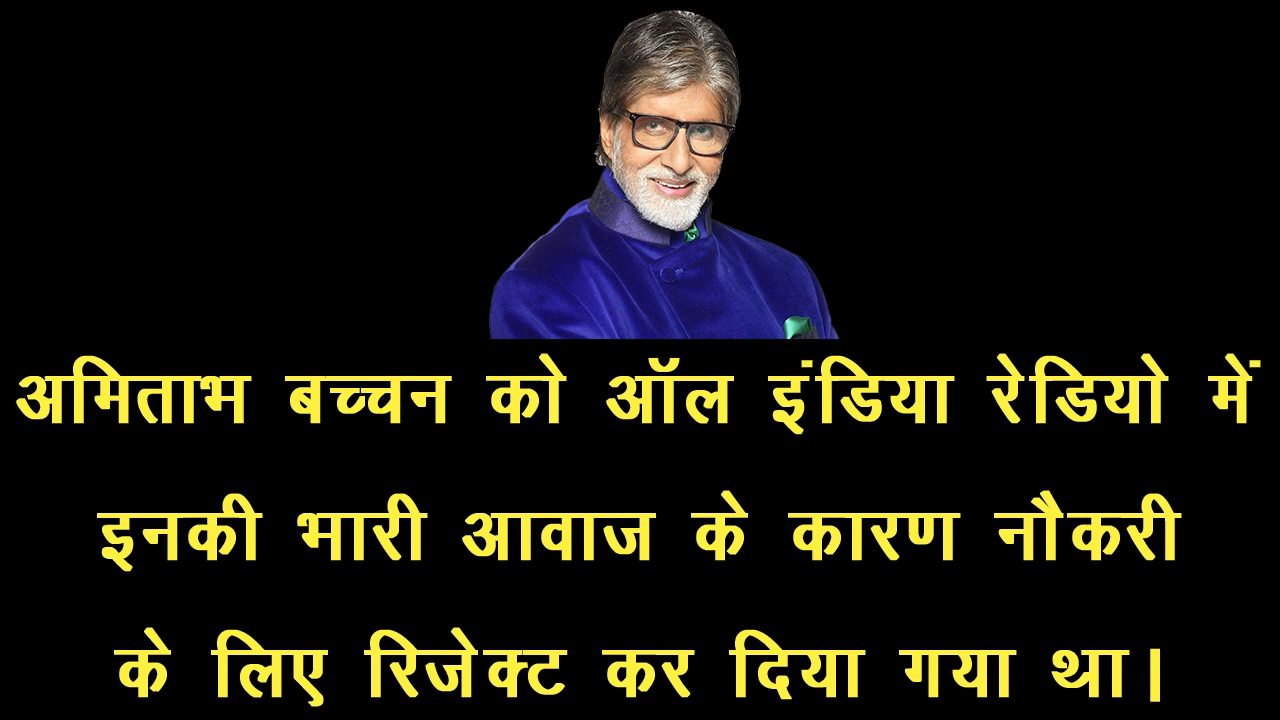 अमिताभ बच्चन को ऑल इंडिया रेडियो में
इनकी भारी आवाज के कारण नौकरी
के लिए रिजेक्ट कर दिया गया था।